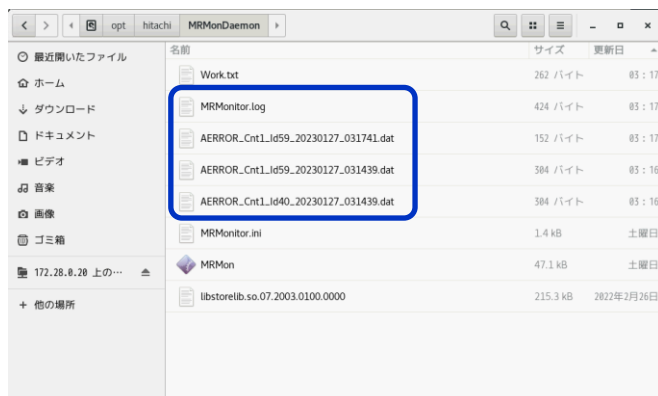 opt hitachi MRMonDaemon
最近開いたファイル
ホーム
ダウンロード
ドキュメント
ビデオ
音楽
画像
ゴミ箱
172.28.0.20 上の…
+ 他の場所
名前 サイズ 更新日
Work.txt 262 バイト 03:17
MRMonitor.log 424 バイト 03:17
AERROR_Cnt1_Id59_20230127_031741.dat 152 バイト 03:17
AERROR_Cnt1_Id59_20230127_031439.dat 304 バイト 03:16
AERROR_Cnt1_Id40_20230127_031439.dat 304 バイト 03:16
MRMonitor.ini 1.4 kB 土曜日
MRMon 47.1 kB 土曜日
libstorelib.so.07.2003.0100.0000 215.3 kB 2022年2月26日